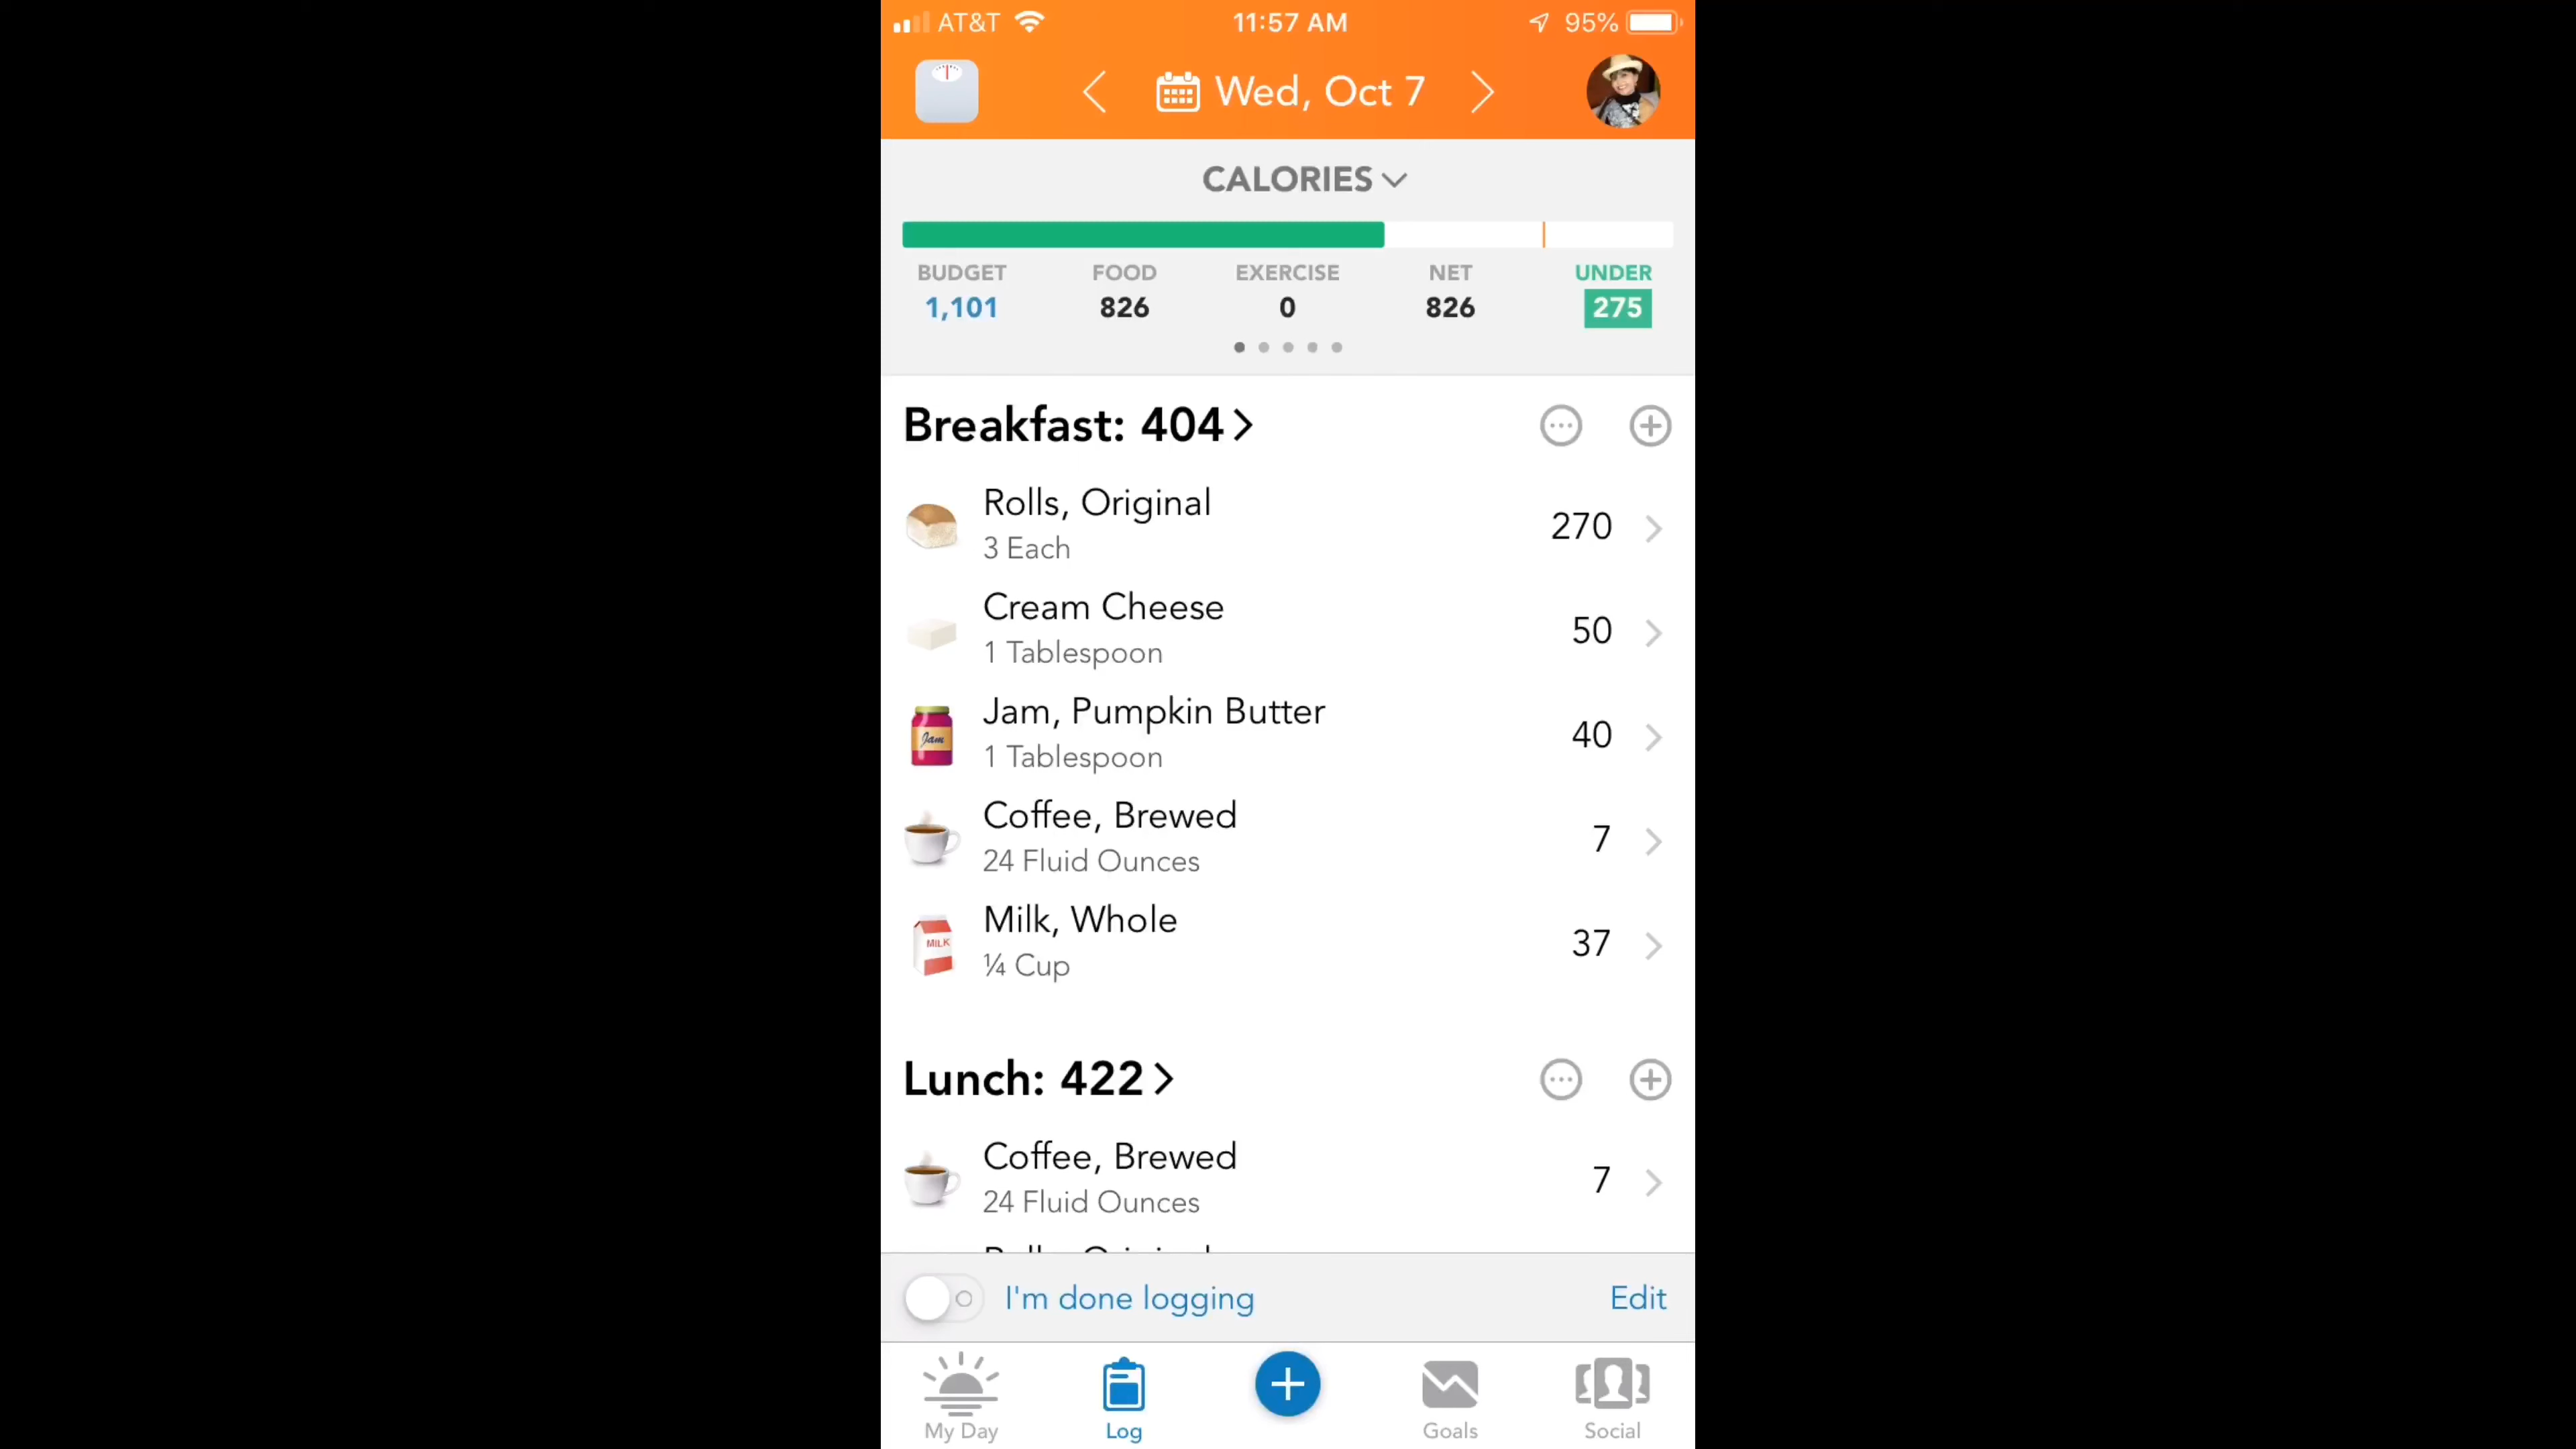 AT&T 11:57 AM 95%
Wed, Oct 7
CALORIES
BUDGET FOOD EXERCISE NET UNDER
1,101 826 0 826 275
Breakfast: 404
Rolls, Original
3 Each
270
Cream Cheese
1 Tablespoon
50
Jam, Pumpkin Butter
1 Tablespoon
40
Jam
Coffee, Brewed
24 Fluid Ounces
7
Milk, Whole
¼ Cup
37
MILK
Lunch: 422
Coffee, Brewed
24 Fluid Ounces
7
I'm done logging Edit
My Day Log Goals Social